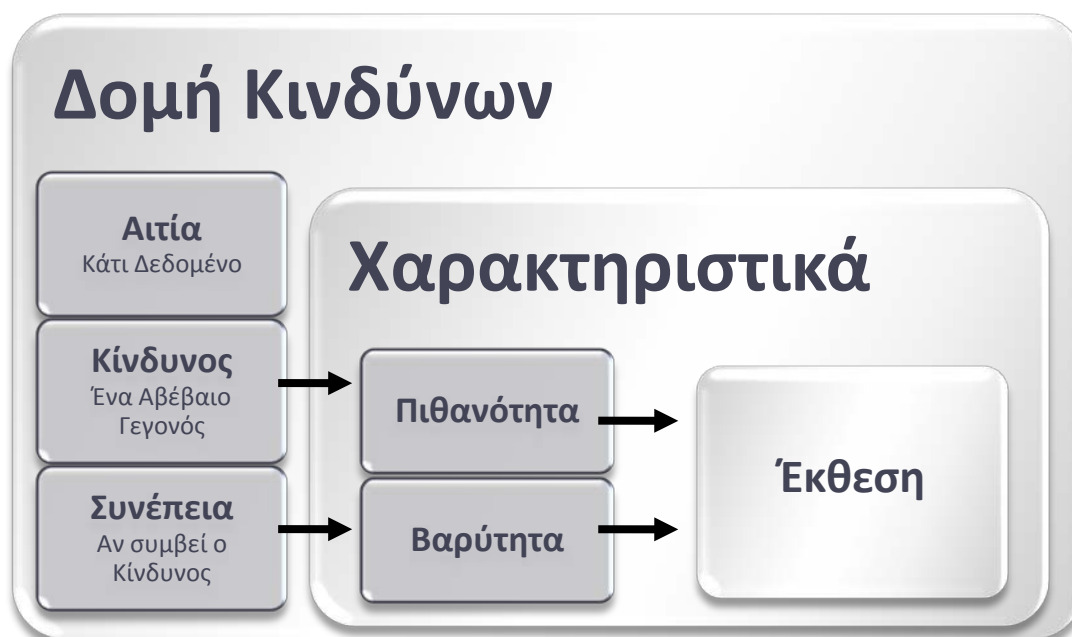 Δομή Κινδύνων
Αιτία
Κάτι Δεδομένο
Κίνδυνος
Ένα Αβέβαιο
Γεγονός
Συνέπεια
Αν συμβεί ο
Κίνδυνος
Χαρακτηριστικά
Πιθανότητα
Βαρύτητα
Έκθεση